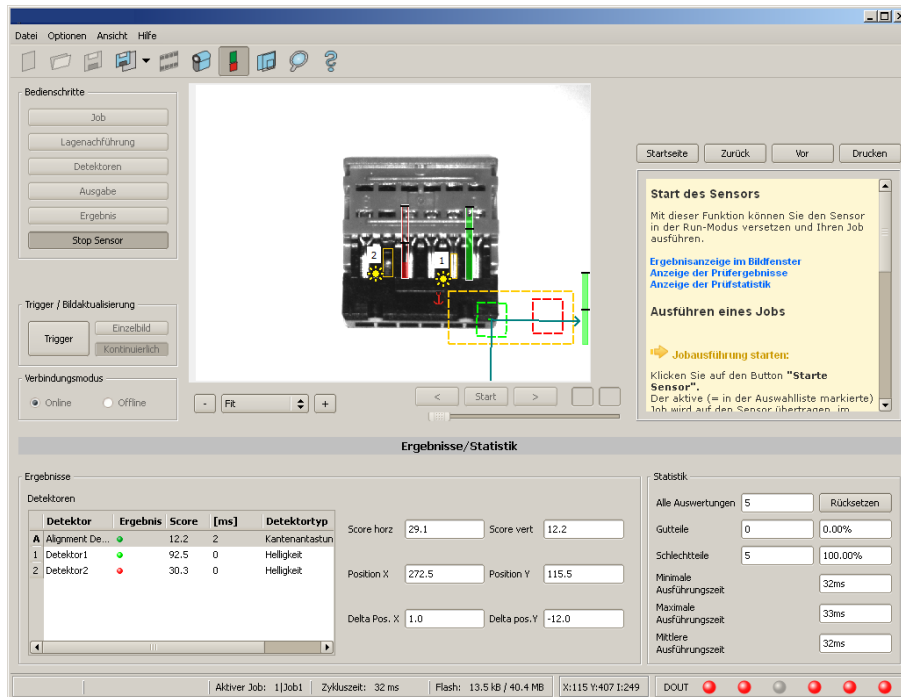 Datei Optionen Ansicht Hilfe
Bedienschritte
Job
Lagenachführung
Detektoren
Ausgabe
Ergebnis
Stop Sensor
Trigger / Bildaktualisierung
Trigger
Einzelbild
Kontinuierlich
Verbindungsmodus
Online Offline
2
1
- Fit +
< Start >
Startseite Zurück Vor Drucken
Start des Sensors
Mit dieser Funktion können Sie den Sensor
in der Run-Modus versetzen und Ihren Job
ausführen.
Ergebnisanzeige im Bildfenster
Anzeige der Prüfergebnisse
Anzeige der Prüfstatistik
Ausführen eines Jobs
Jobausführung starten:
Klicken Sie auf den Button "Starte
Sensor".
Der aktive (= in der Auswahlliste markierte)
Job wird auf den Sensor übertragen, im
Ergebnisse/Statistik
Ergebnisse
Detektoren
Detektor Ergebnis Score [ms] Detektortyp
A Alignment De... 12.2 2 Kantenantastun
1 Detektor1 92.5 0 Helligkeit
2 Detektor2 30.3 0 Helligkeit
Score horz 29.1 Score vert 12.2
Position X 272.5 Position Y 115.5
Delta Pos. X 1.0 Delta pos.Y -12.0
Statistik
Alle Auswertungen 5 Rücksetzen
Gutteile 0 0.00%
Schlechtteile 5 100.00%
Minimale
Ausführungszeit 32ms
Maximale
Ausführungszeit 33ms
Mittlere
Ausführungszeit 32ms
Aktiver Job: 1|Job1 Zykluszeit: 32 ms Flash: 13.5 kB / 40.4 MB X:115 Y:407 I:249 DOUT